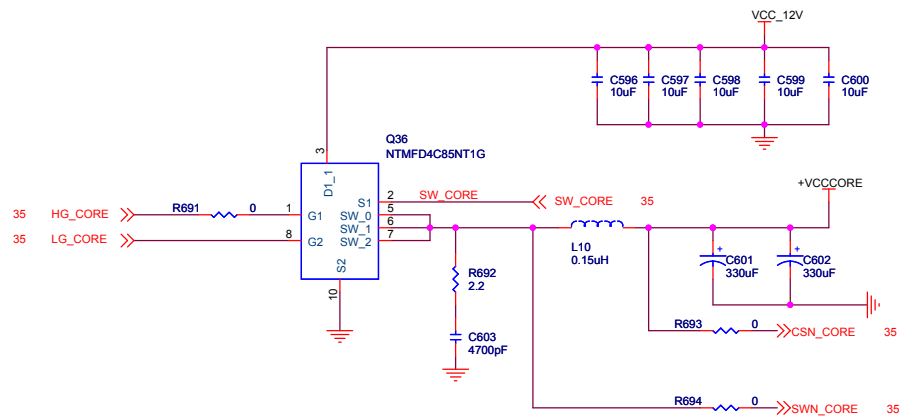 VCC_12V
C596 C597 C598 C599 C600
10uF 10uF 10uF 10uF 10uF
Q36
NTMFD4C85NT1G
3
D1_1
+VCCCORE
2 SW_CORE SW_CORE 35
S1
35 HG_CORE R691 0 1 G1 SW_0 5
SW_1 6
35 LG_CORE 8 G2 SW_2 7
S2
10
L10
0.15uH
+ +
C601 C602
330uF 330uF
R692
2.2
R693 0 CSN_CORE 35
C603
4700pF
R694 0 SWN_CORE 35